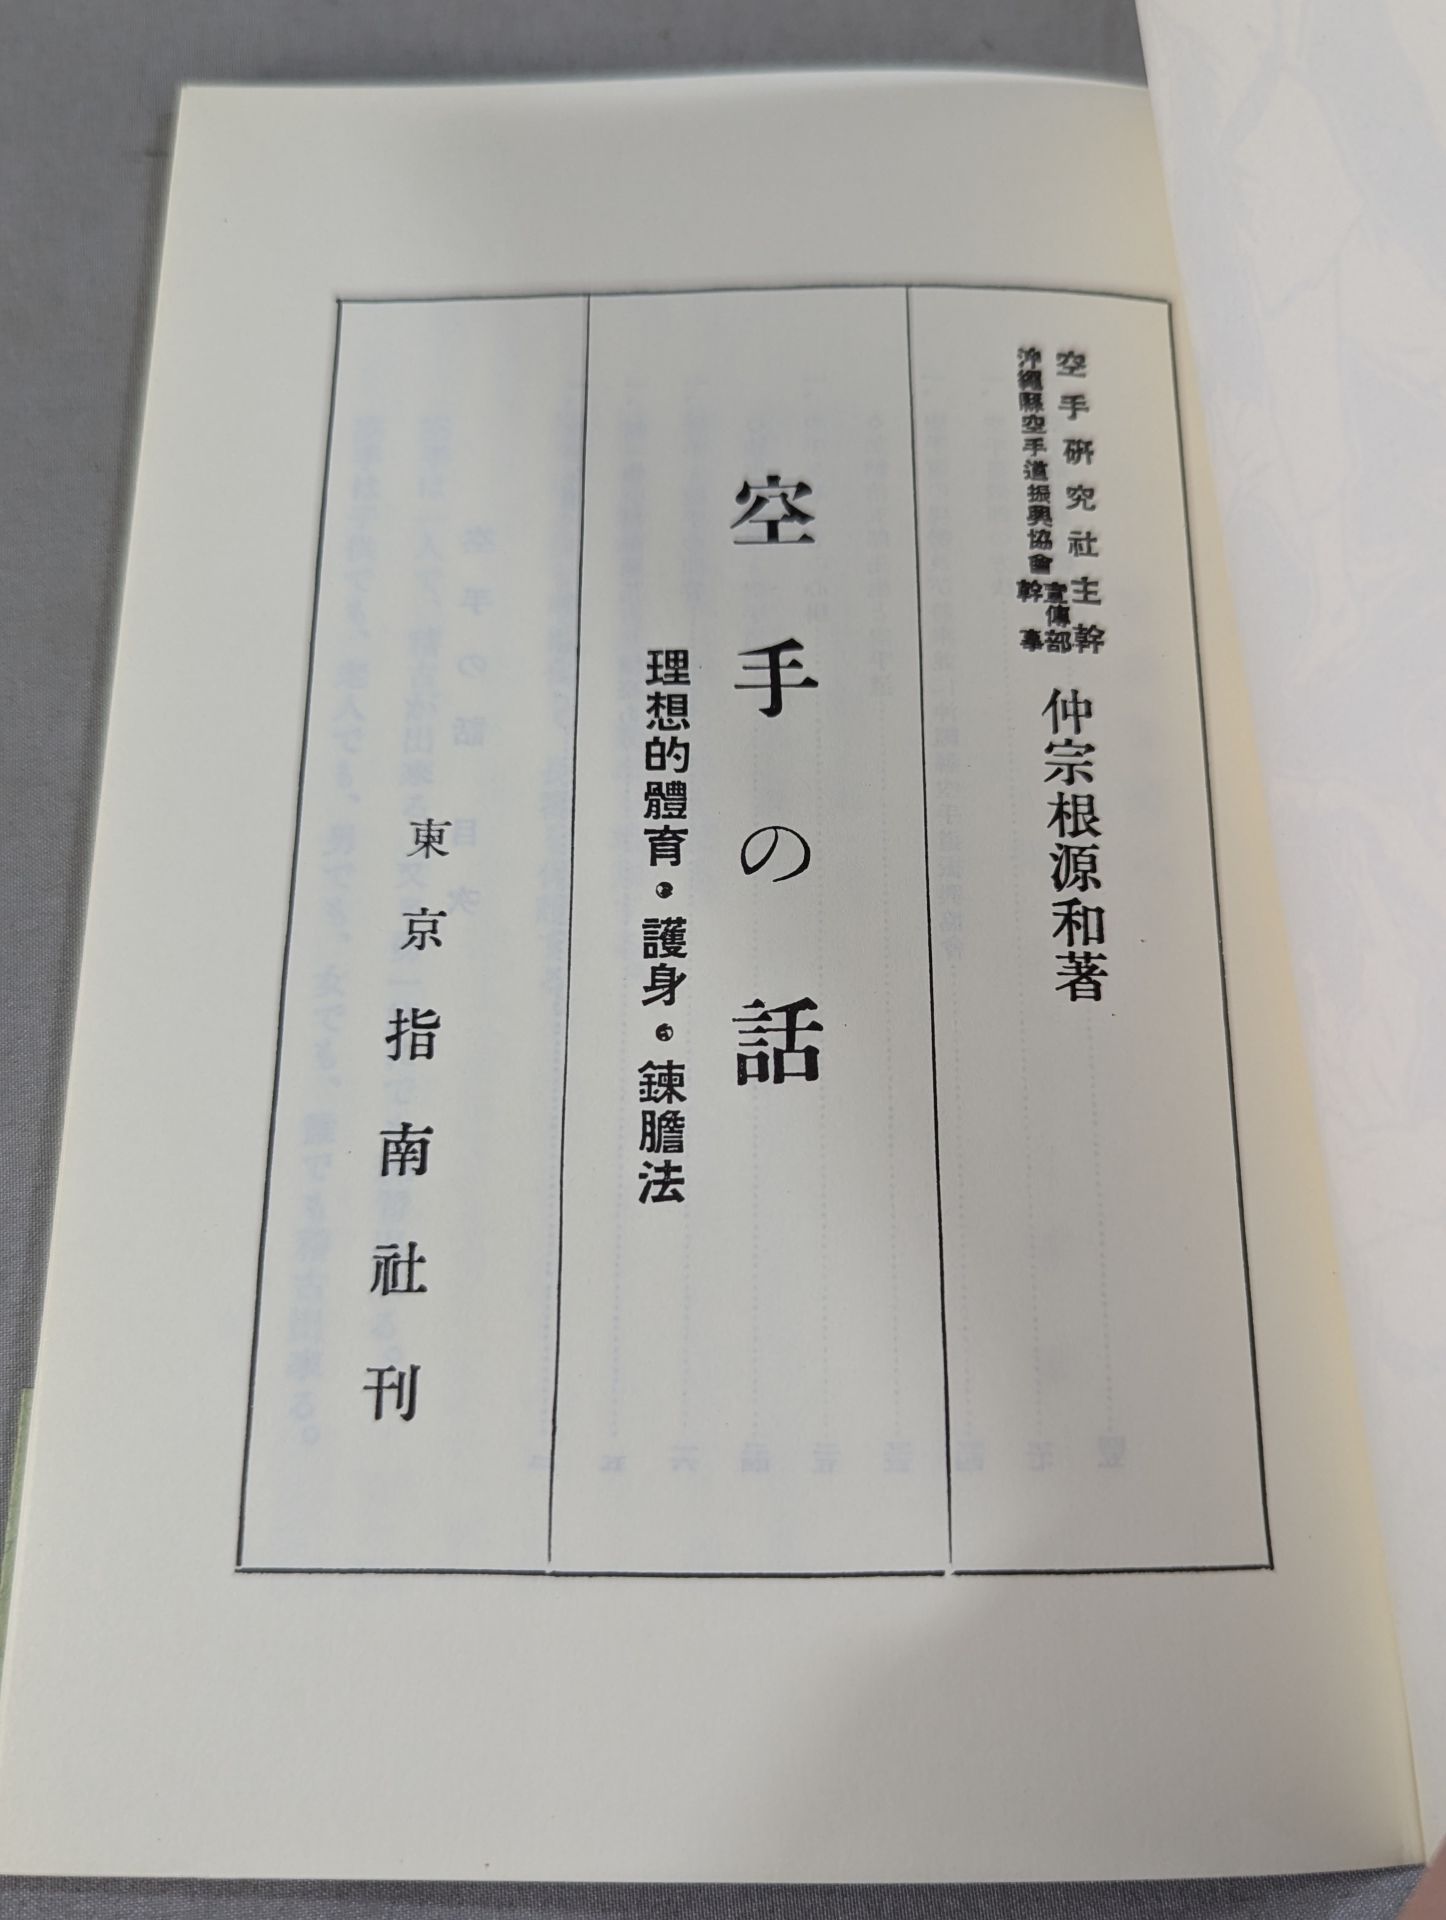 空手研究社主幹
沖繩縣空手道振興協會宣傳部幹事
仲宗根源和著
空手の話
理想的體育・護身・錬膽法
東京指南社刊